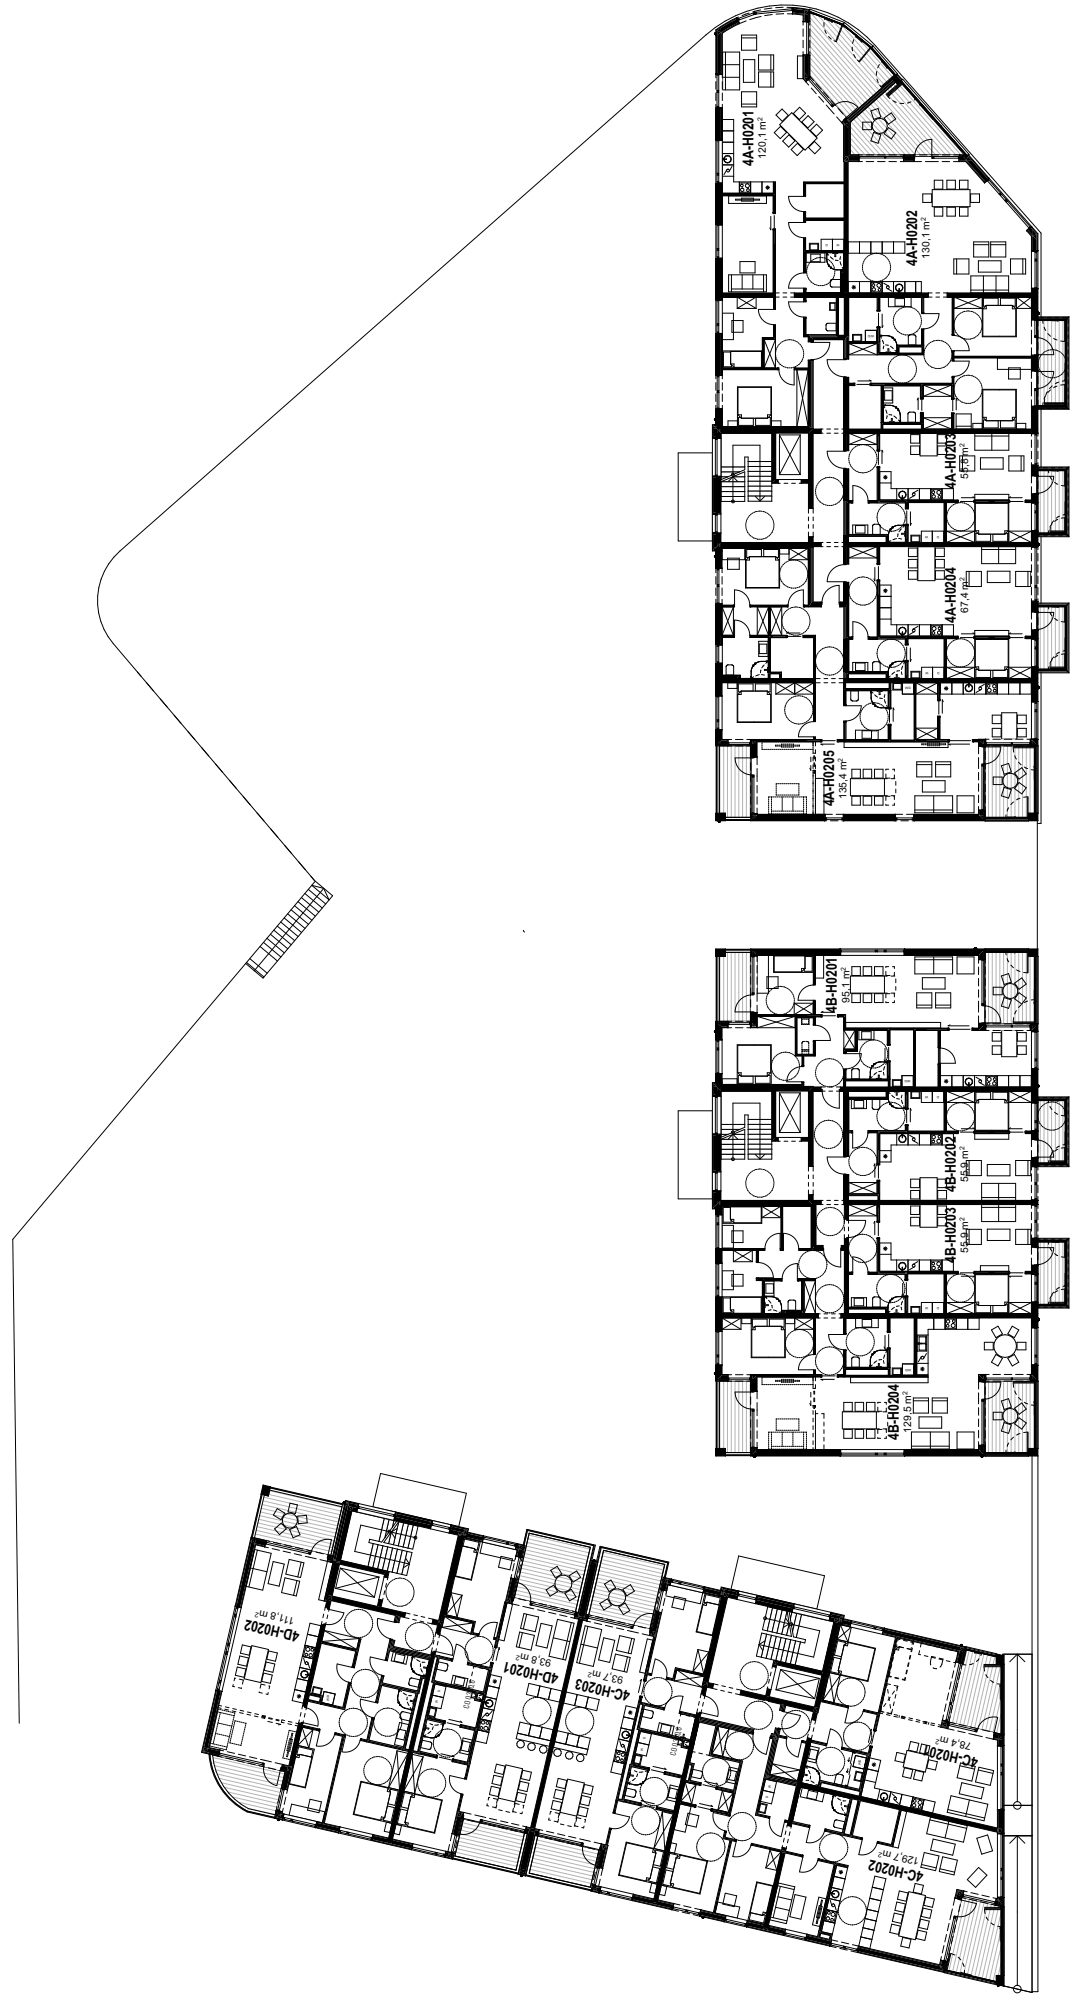 4A-H0201
120,1 m²
4A-H0202
130,1 m²
4A-H0203
55,8 m²
4A-H0204
67,4 m²
4A-H0205
135,4 m²
4B-H0201
95,1 m²
4B-H0202
55,9 m²
4B-H0203
55,9 m²
4B-H0204
129,5 m²
4D-H0202
111,8 m²
4D-H0201
93,8 m²
4C-H0203
93,7 m²
4C-H0201
78,4 m²
4C-H0202
129,7 m²